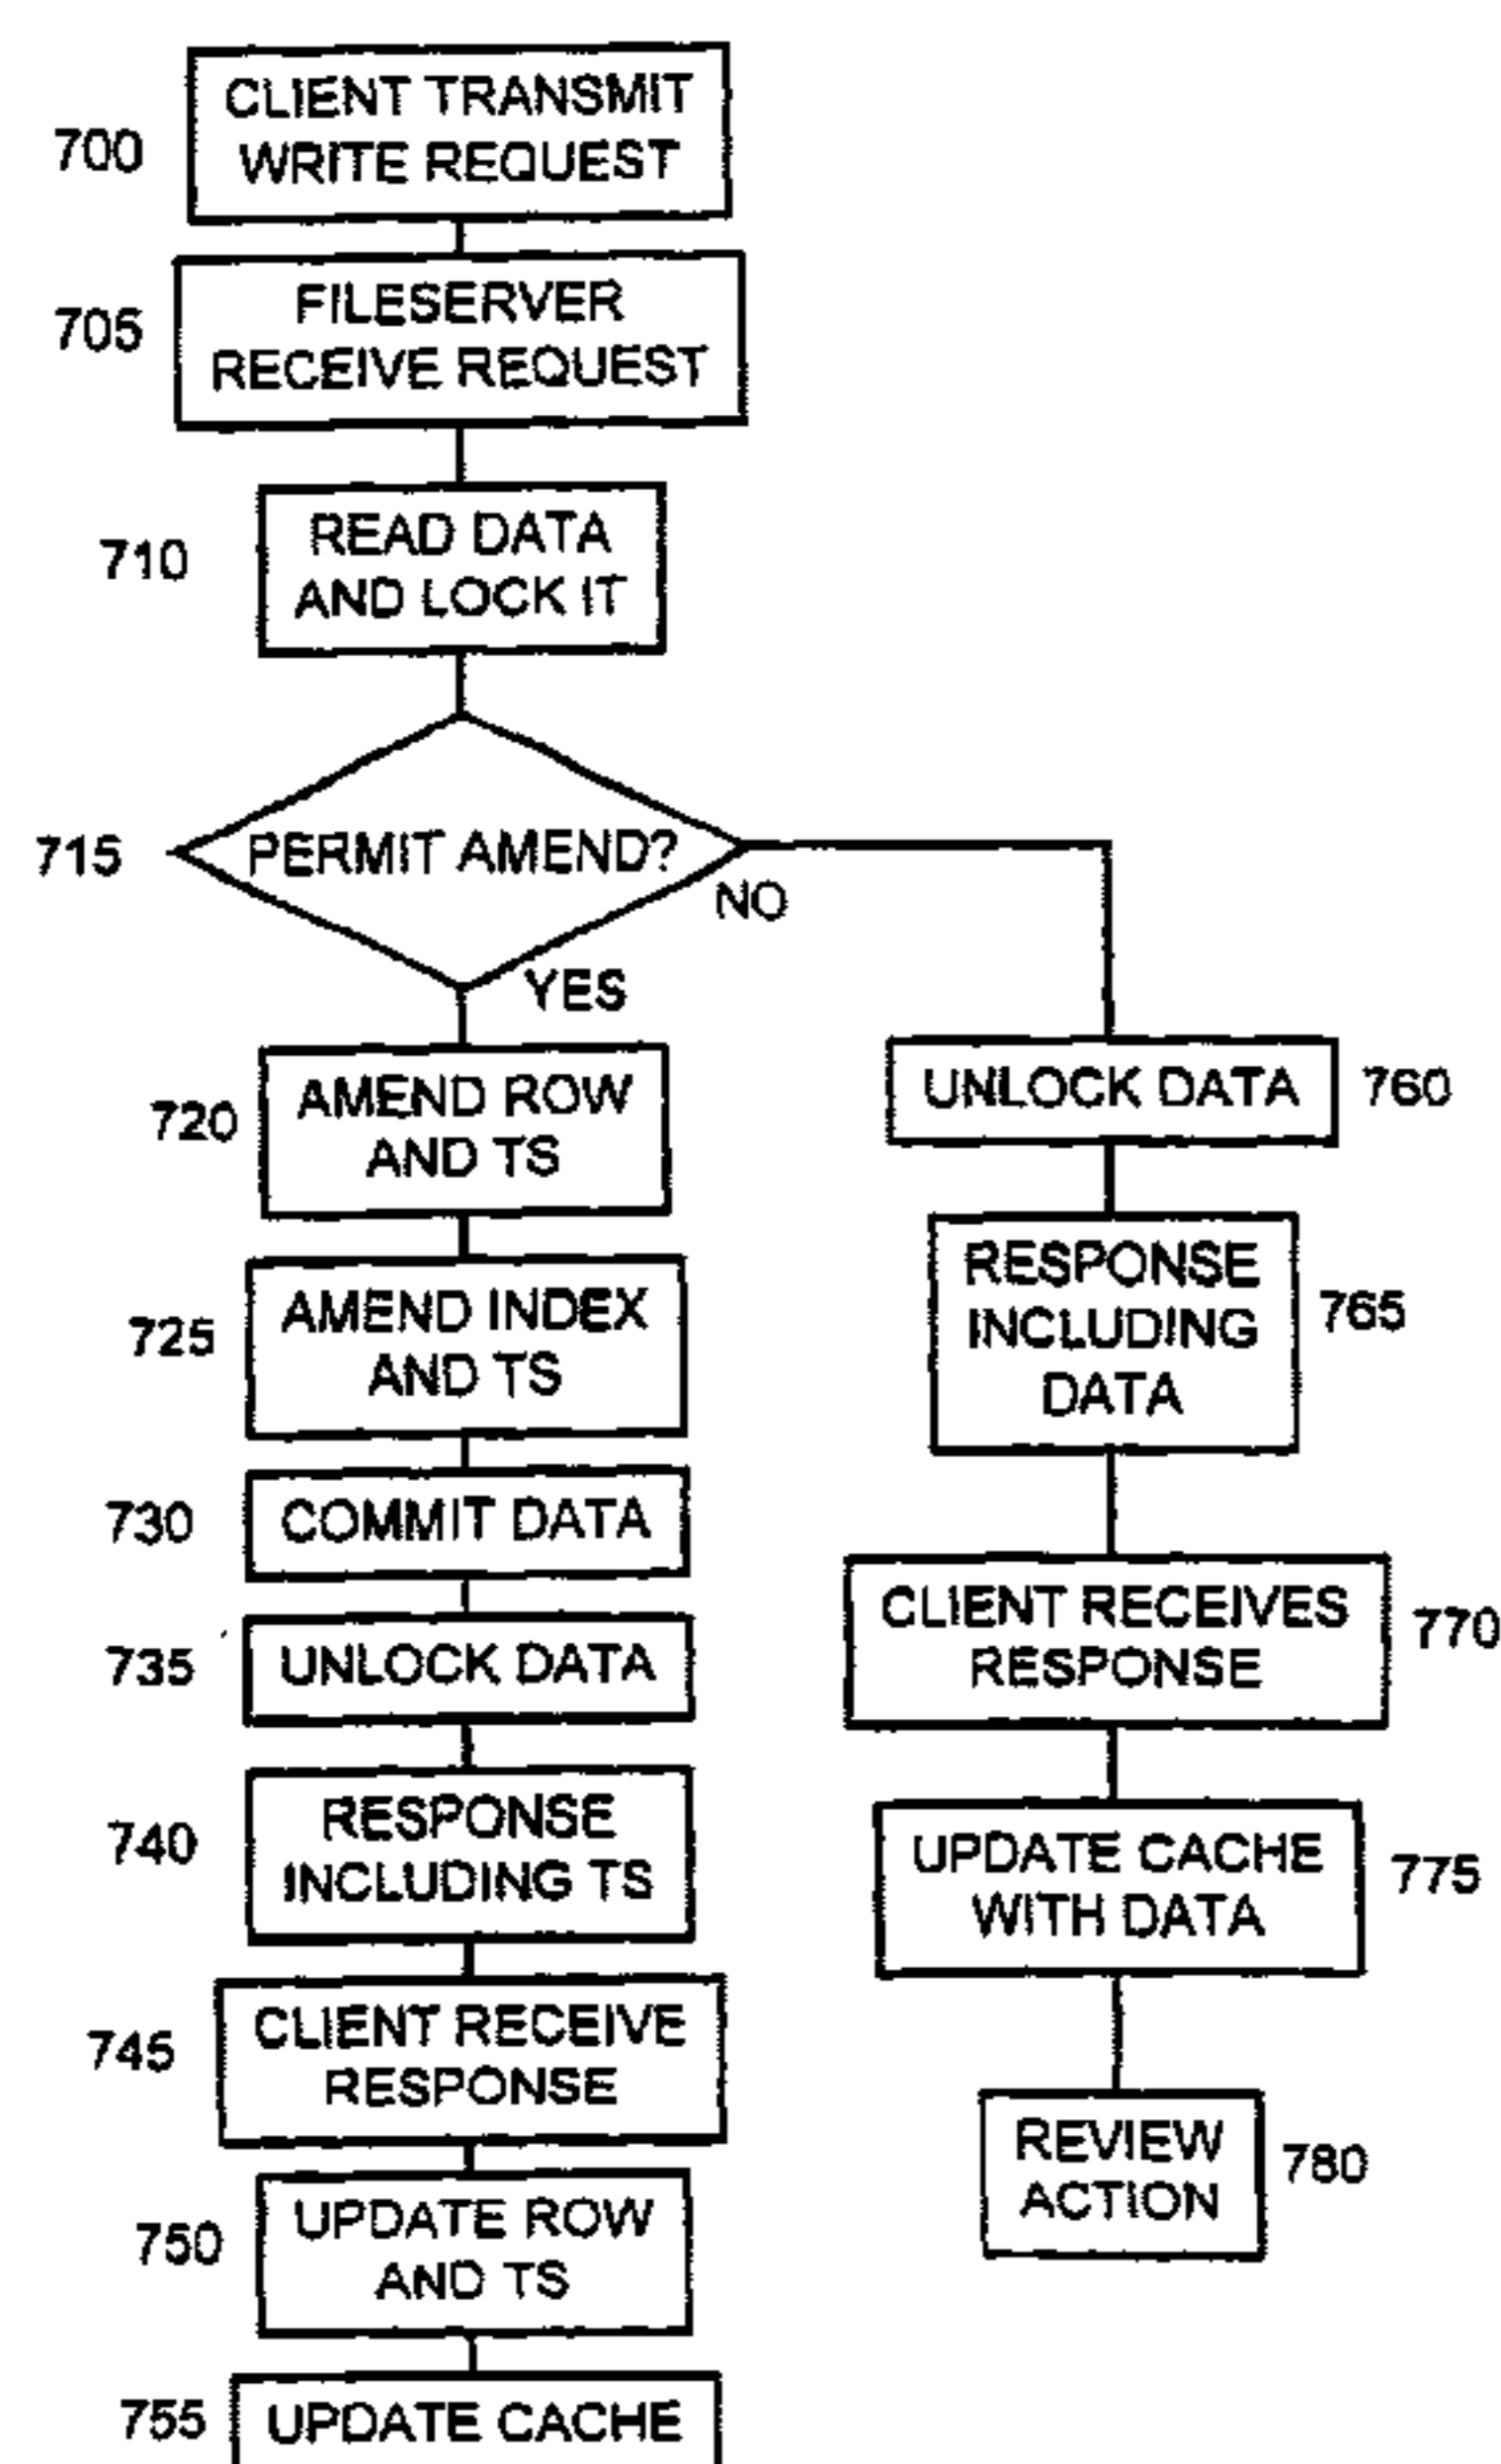 700
CLIENT TRANSMIT
WRITE REQUEST
705
FILESERVER
RECEIVE REQUEST
710
READ DATA
AND LOCK IT
715
PERMIT AMEND?
NO
YES
720
AMEND ROW
AND TS
725
AMEND INDEX
AND TS
730
COMMIT DATA
735
UNLOCK DATA
740
RESPONSE
INCLUDING TS
745
CLIENT RECEIVE
RESPONSE
750
UPDATE ROW
AND TS
755
UPDATE CACHE
UNLOCK DATA
760
RESPONSE
INCLUDING
DATA
765
CLIENT RECEIVES
RESPONSE
770
UPDATE CACHE
WITH DATA
775
REVIEW
ACTION
780